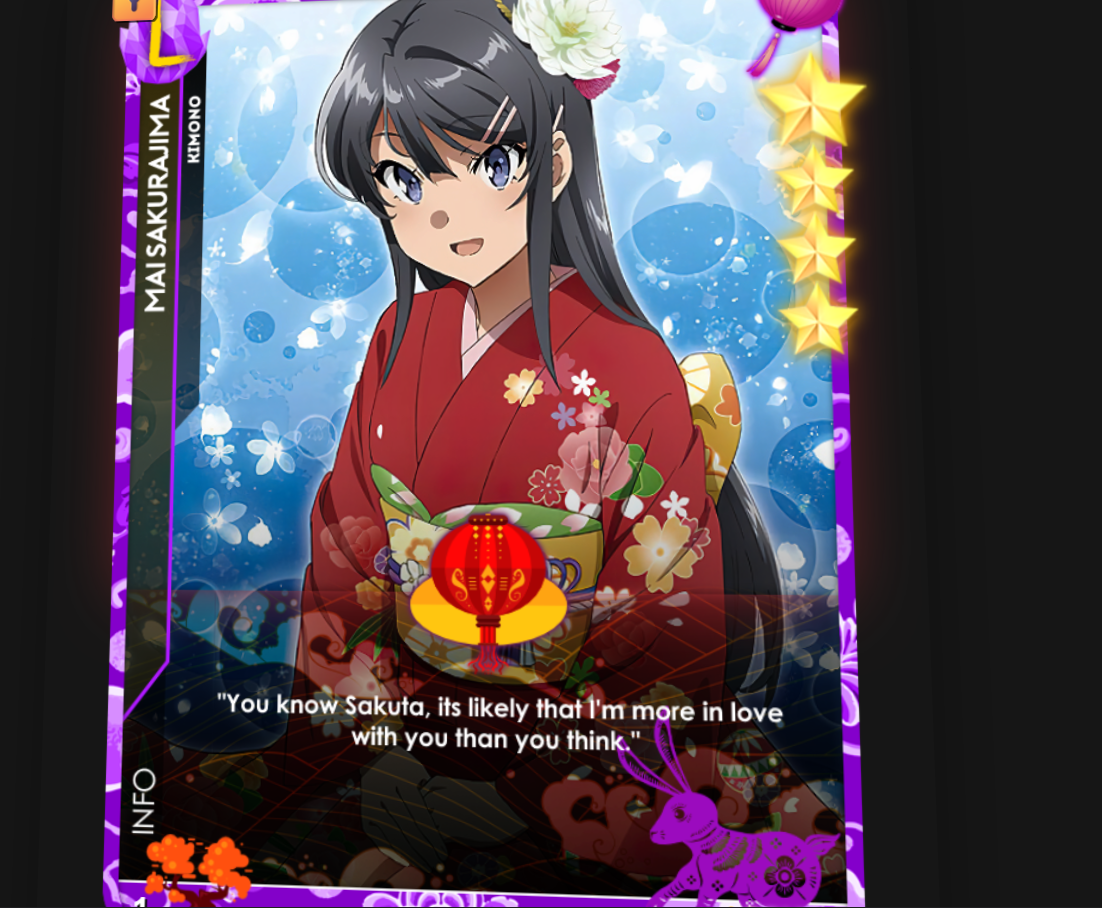 L
MAI SAKURAJIMA
KIMONO
"You know Sakuta, its likely that I'm more in love
with you than you think."
INFO